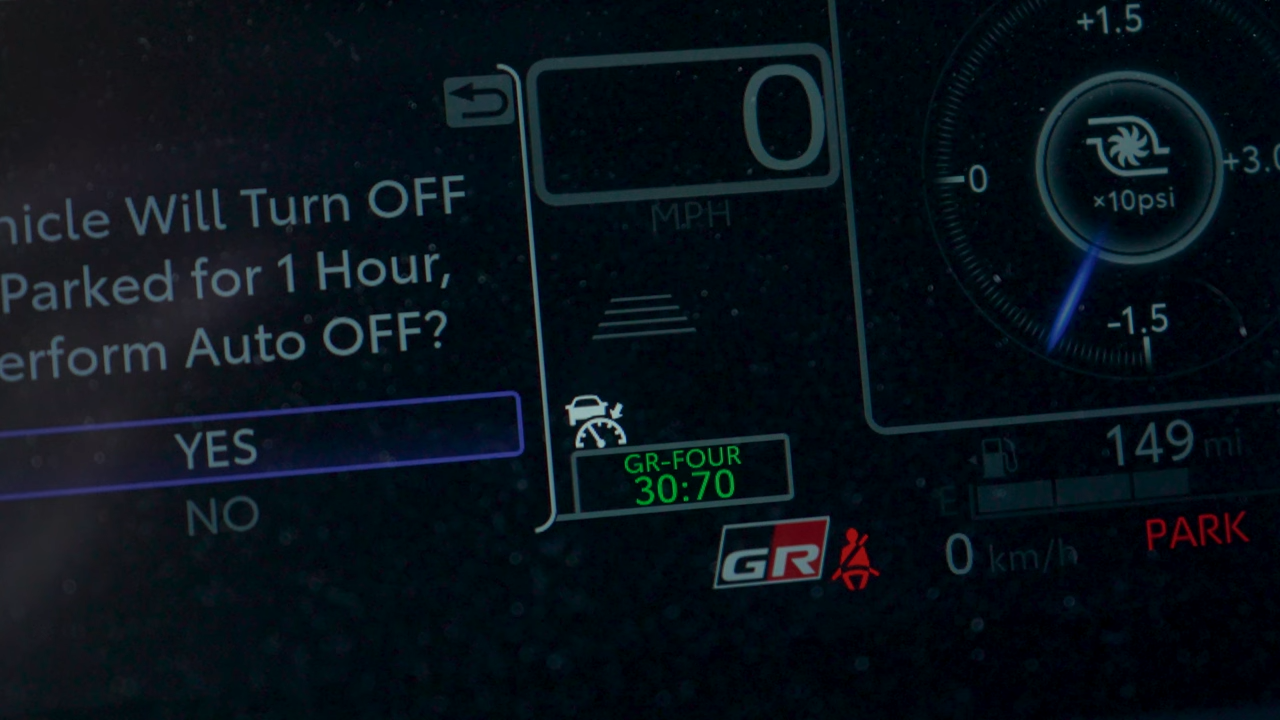 hicle Will Turn OFF
Parked for 1 Hour,
erform Auto OFF?
YES
NO
0
MPH
GR-FOUR
30:70
GR
+1.5
0
+3.0
×10psi
-1.5
149 mi
E
0 km/h
PARK